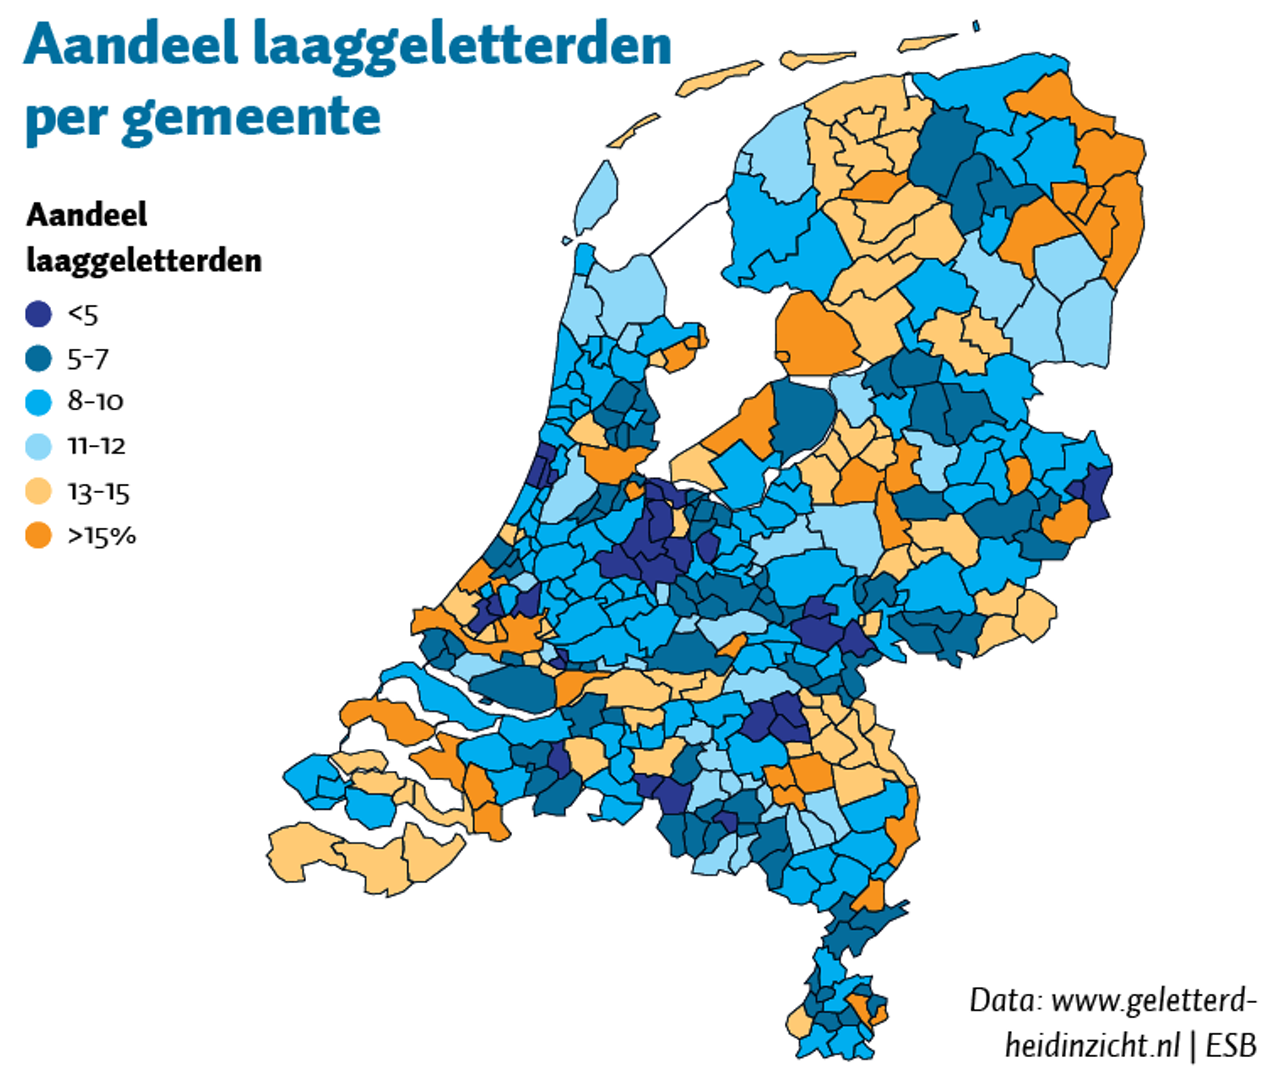 Aandeel laaggeletterden
per gemeente
Aandeel
laaggeletterden
<5
5-7
8-10
11-12
13-15
>15%
Data: www.geletterd-
heidinzicht.nl | ESB